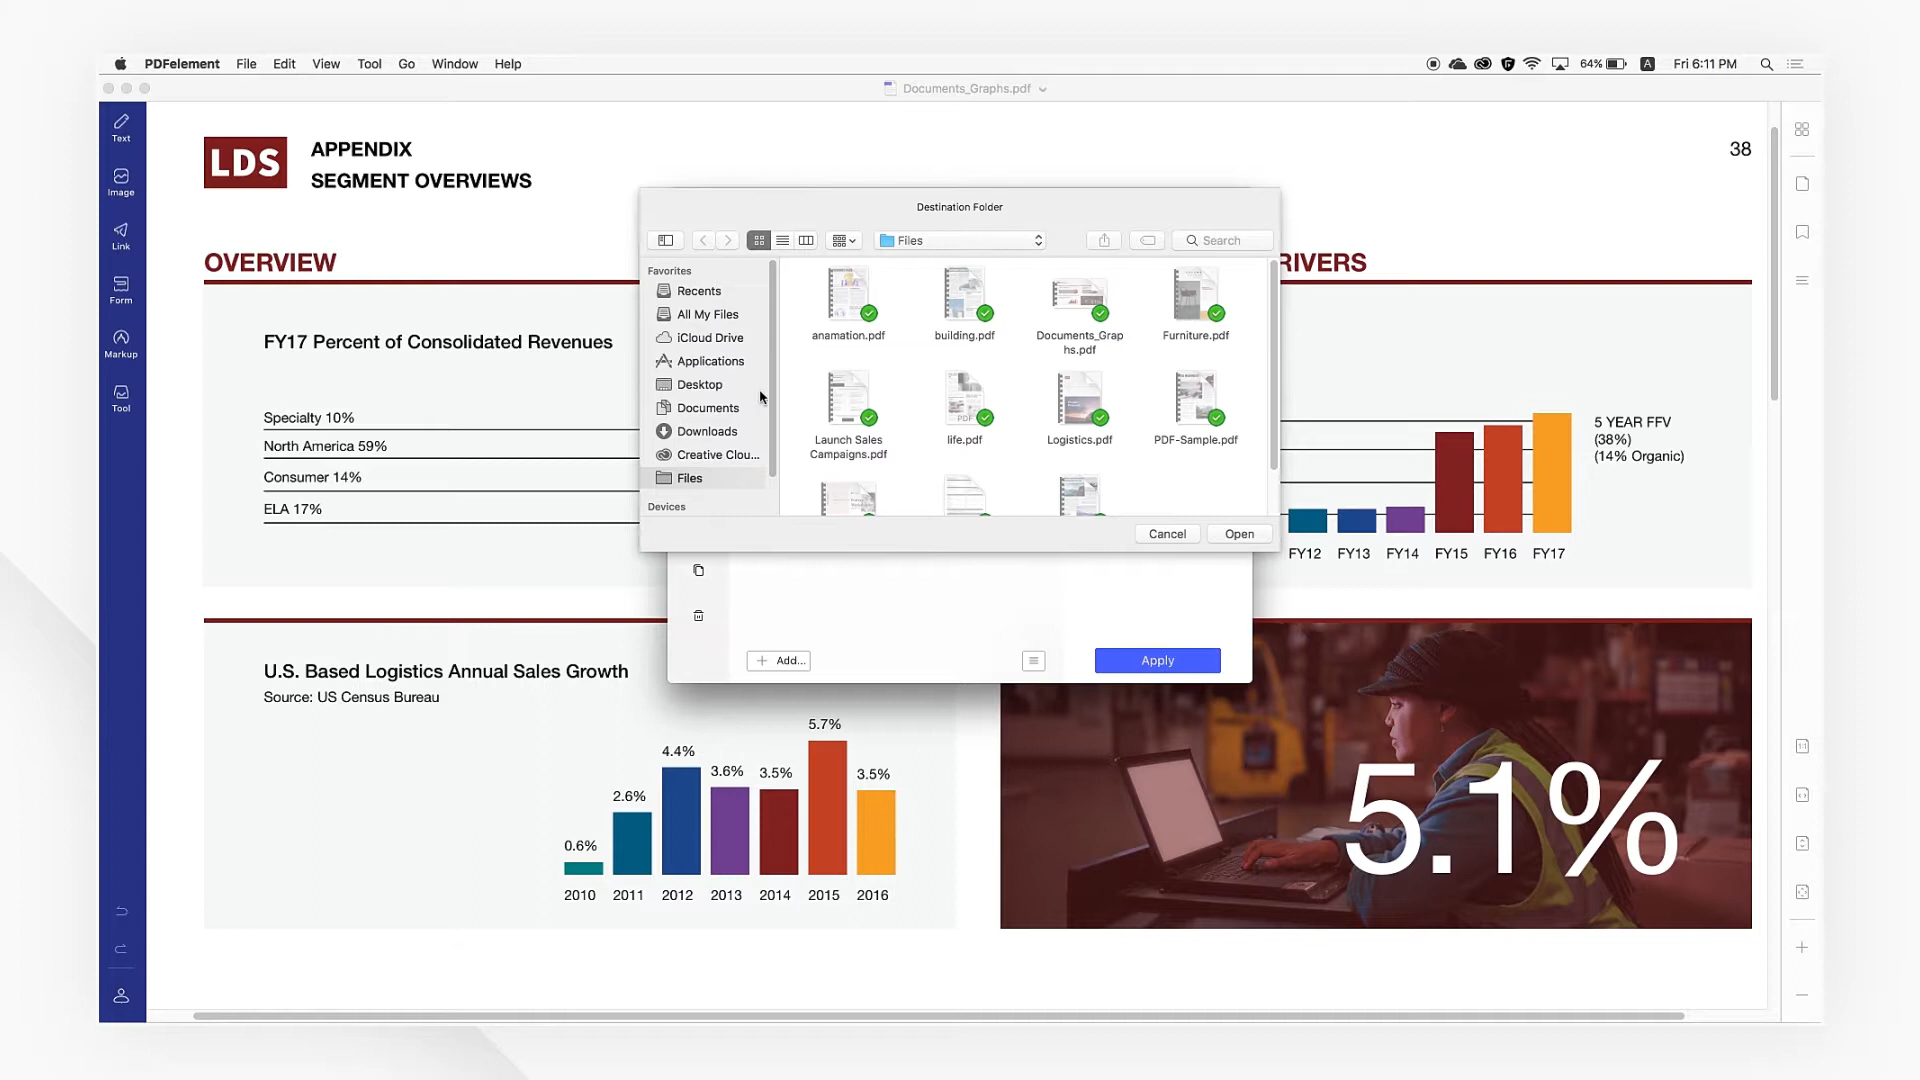 PDFelement File Edit View Tool Go Window Help
64% A Fri 6:11 PM
Documents_Graphs.pdf
Text
Image
Link
Form
Markup
Tool
LDS
APPENDIX
SEGMENT OVERVIEWS
38
OVERVIEW
RIVERS
FY17 Percent of Consolidated Revenues
Specialty 10%
North America 59%
Consumer 14%
ELA 17%
Destination Folder
Files
Search
Favorites
Recents
All My Files
iCloud Drive
Applications
Desktop
Documents
Downloads
Creative Clou...
Files
Devices
anamation.pdf
building.pdf
Documents_Grap
hs.pdf
Furniture.pdf
Launch Sales
Campaigns.pdf
life.pdf
PDF
Logistics.pdf
PDF-Sample.pdf
Cancel
Open
Add...
Apply
5 YEAR FFV
(38%)
(14% Organic)
FY12 FY13 FY14 FY15 FY16 FY17
U.S. Based Logistics Annual Sales Growth
Source: US Census Bureau
0.6% 2.6% 4.4% 3.6% 3.5% 5.7% 3.5%
2010 2011 2012 2013 2014 2015 2016
5.1%